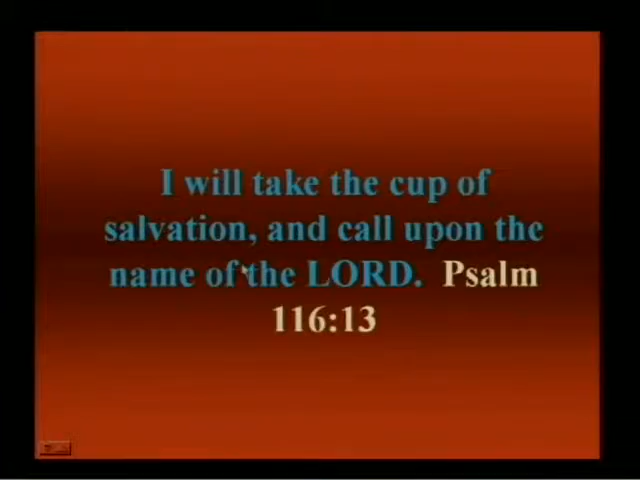 I will take the cup of
salvation, and call upon the
name of the LORD.  Psalm
116:13